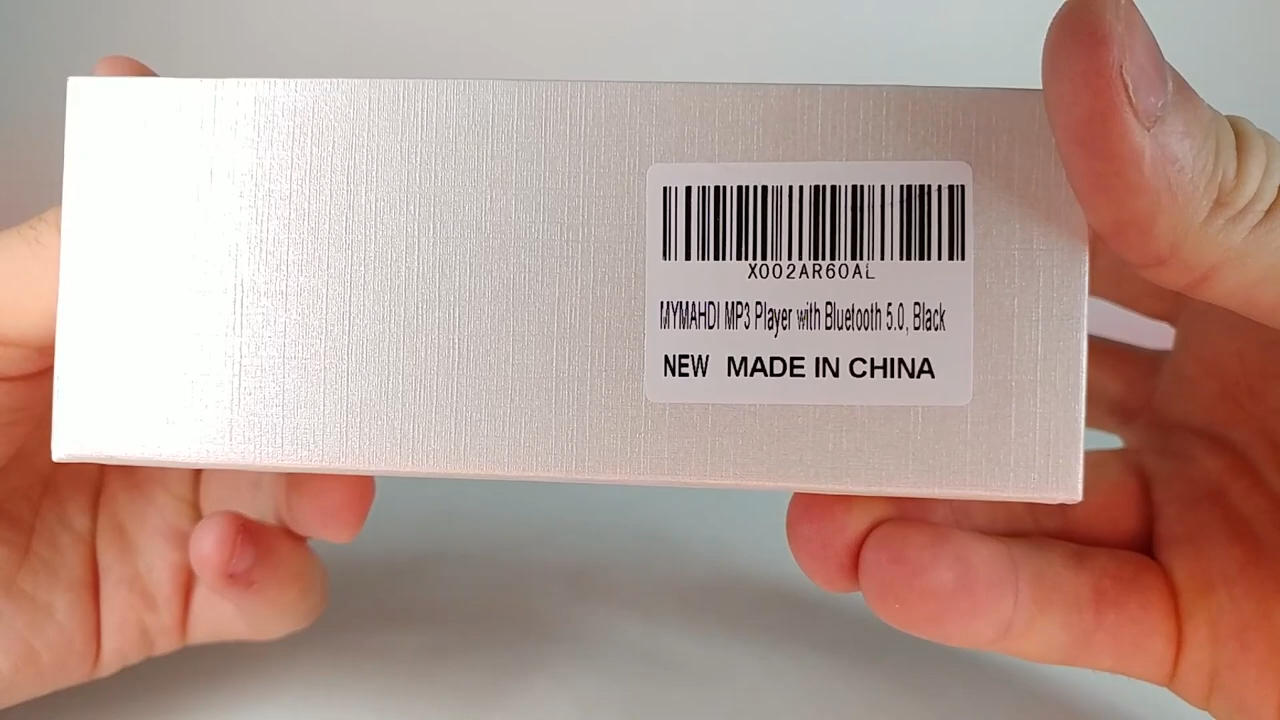 X002AR60AL
MYMAHDI MP3 Player with Bluetooth 5.0, Black
NEW MADE IN CHINA